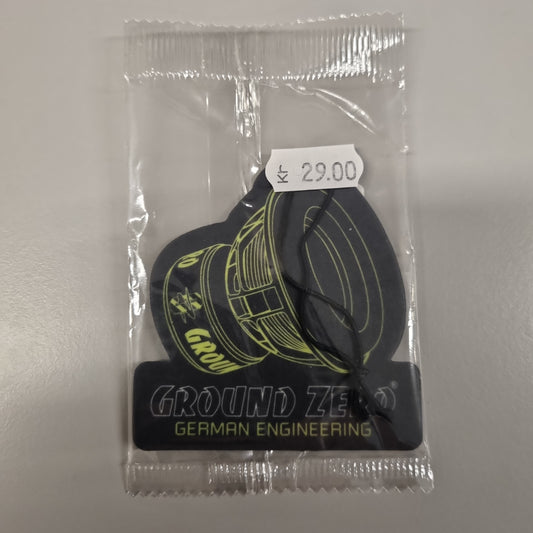 Kr 29.00
GROUND ZERO®
GERMAN ENGINEERING